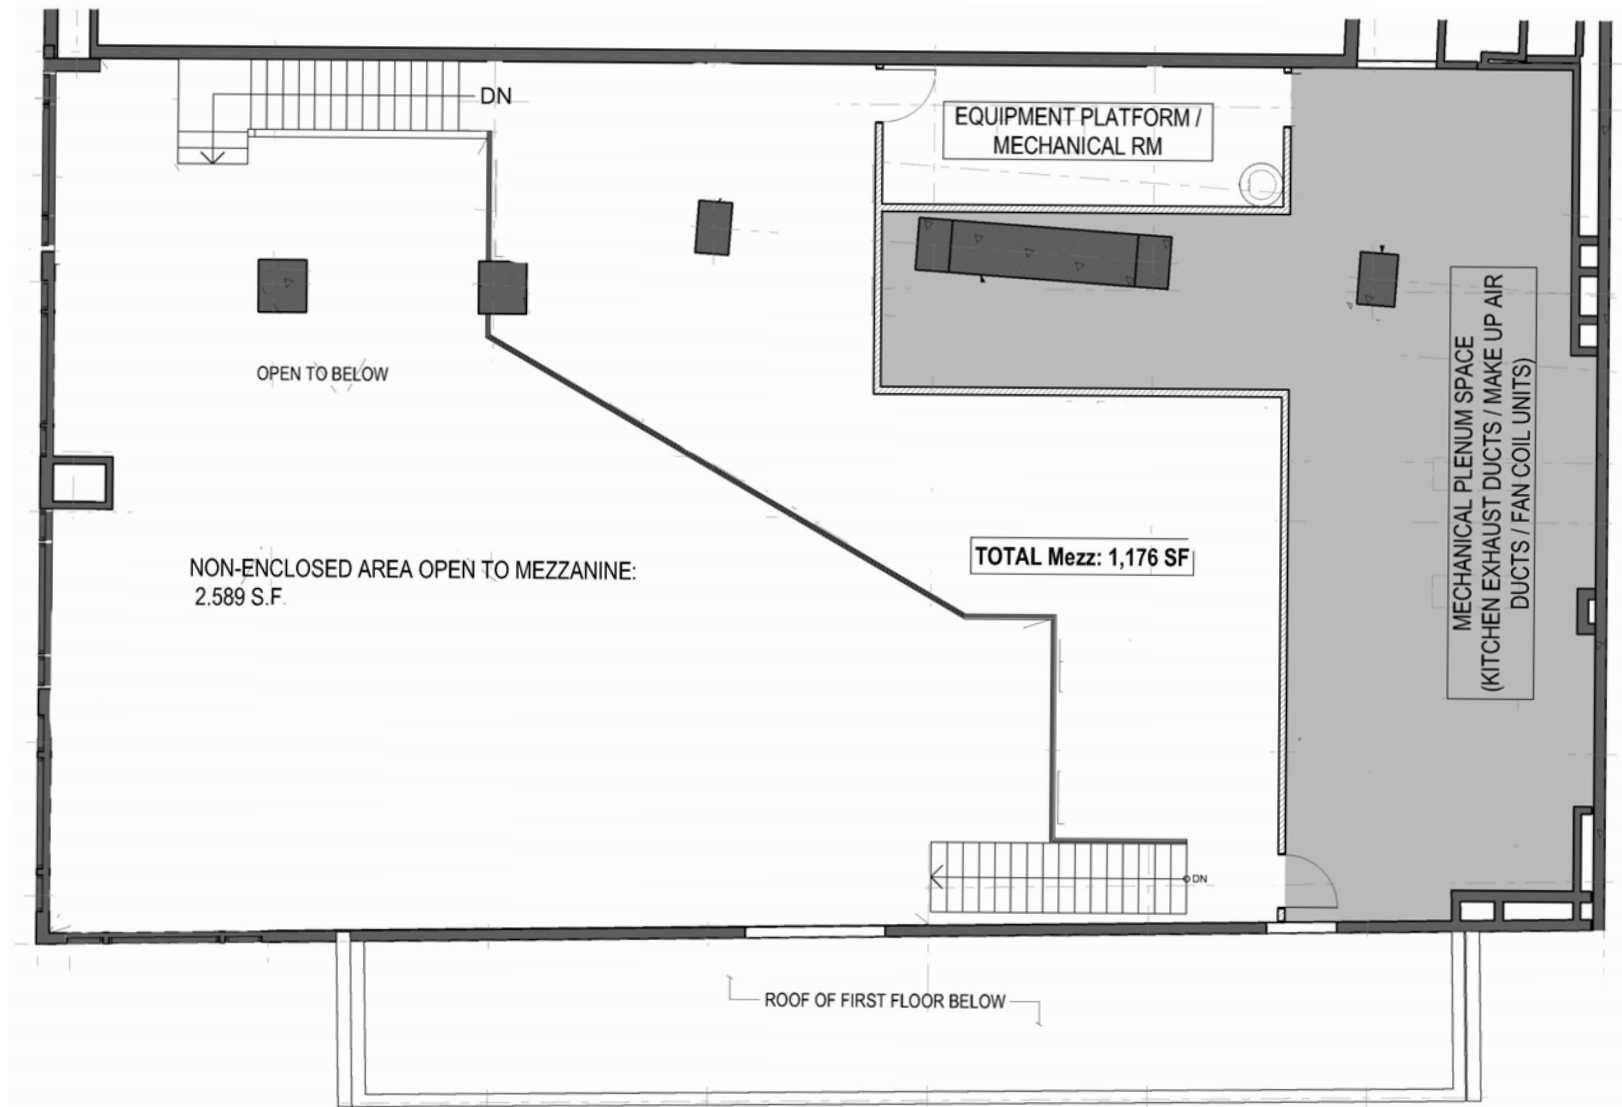 DN
EQUIPMENT PLATFORM /
MECHANICAL RM
OPEN TO BELOW
MECHANICAL PLENUM SPACE
(KITCHEN EXHAUST DUCTS / MAKE UP AIR
DUCTS / FAN COIL UNITS)
NON-ENCLOSED AREA OPEN TO MEZZANINE:
2.589 S.F.
TOTAL Mezz: 1,176 SF
DN
ROOF OF FIRST FLOOR BELOW